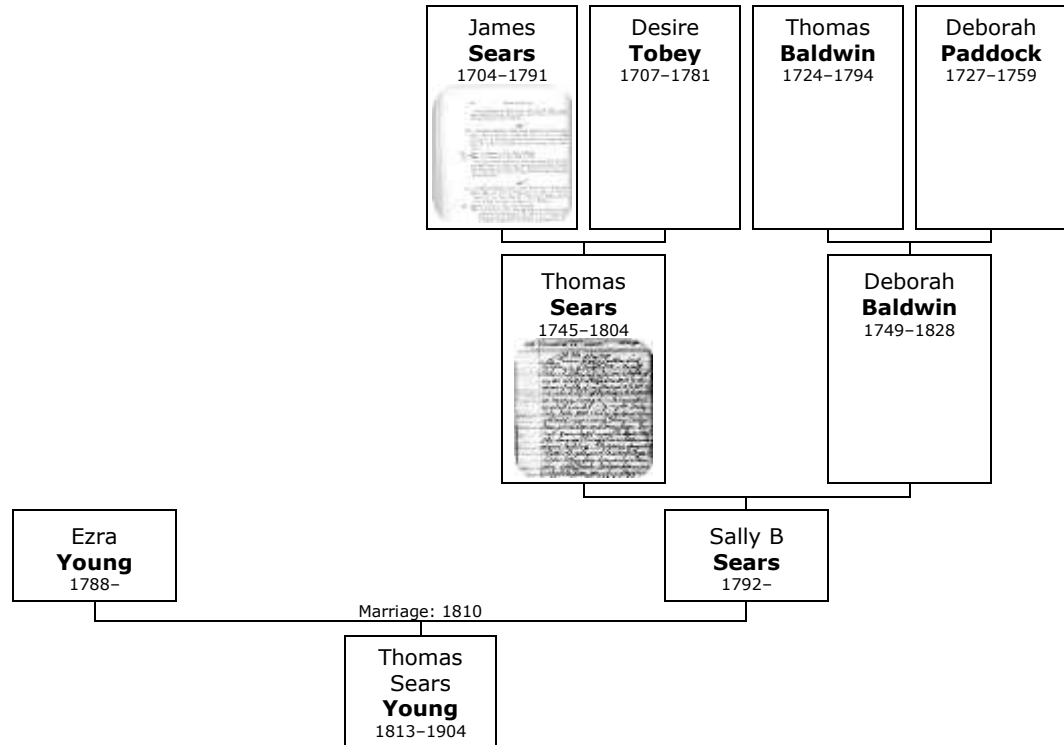 James
Sears
1704–1791
Desire
Tobey
1707–1781
Thomas
Baldwin
1724–1794
Deborah
Paddock
1727–1759
Thomas
Sears
1745–1804
Deborah
Baldwin
1749–1828
Ezra
Young
1788–
Sally B
Sears
1792–
Marriage: 1810
Thomas
Sears
Young
1813–1904